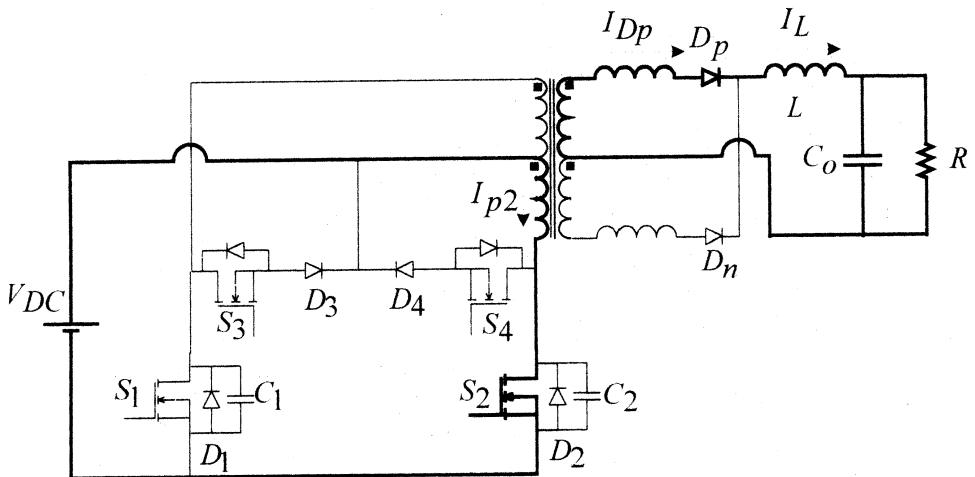 I_Dp
D_p
I_L
L
C_o
R
I_p2
D_n
V_DC
D_3
D_4
S_3
S_4
S_1
C_1
S_2
C_2
D_1
D_2